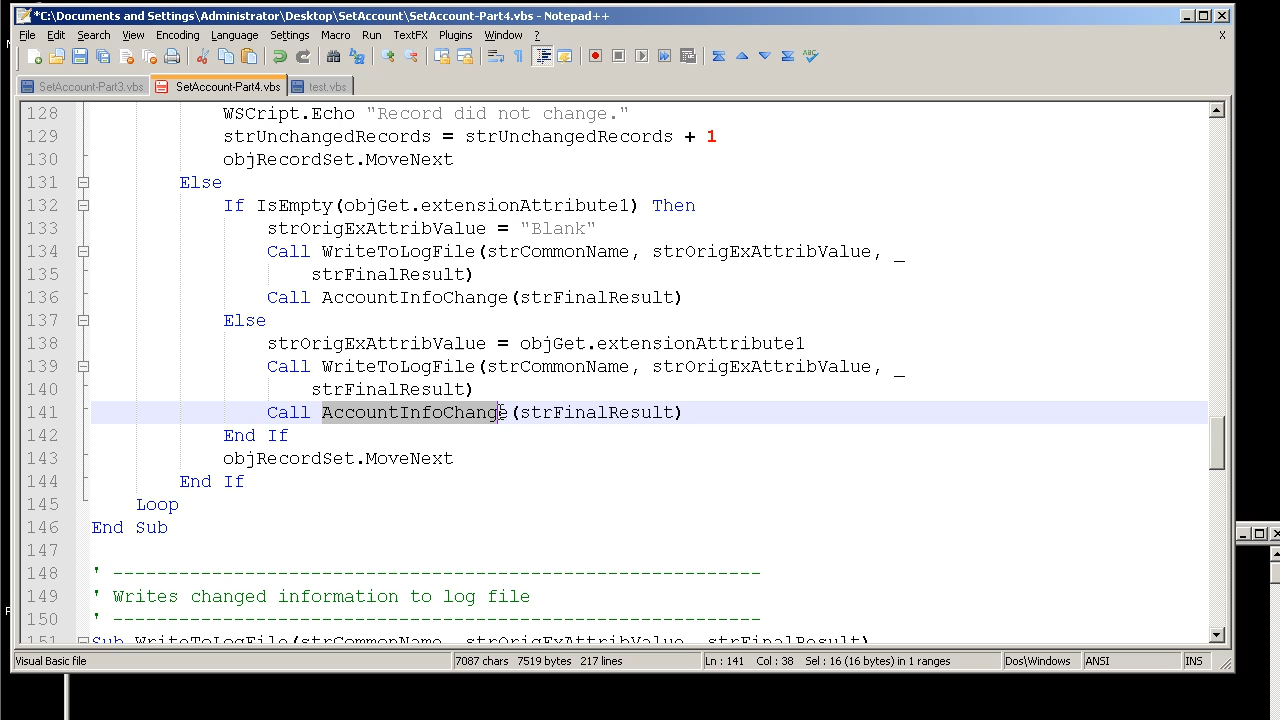 *C:\Documents and Settings\Administrator\Desktop\SetAccount\SetAccount-Part4.vbs - Notepad++
File Edit Search View Encoding Language Settings Macro Run TextFX Plugins Window ? X
SetAccount-Part3.vbs SetAccount-Part4.vbs test.vbs
128 WSCript.Echo "Record did not change."
129 strUnchangedRecords = strUnchangedRecords + 1
130 objRecordSet.MoveNext
131 Else
132 If IsEmpty(objGet.extensionAttribute1) Then
133 strOrigExAttribValue = "Blank"
134 Call WriteToLogFile(strCommonName, strOrigExAttribValue, _
135 strFinalResult)
136 Call AccountInfoChange(strFinalResult)
137 Else
138 strOrigExAttribValue = objGet.extensionAttribute1
139 Call WriteToLogFile(strCommonName, strOrigExAttribValue, _
140 strFinalResult)
141 Call AccountInfoChange(strFinalResult)
142 End If
143 objRecordSet.MoveNext
144 End If
145 Loop
146 End Sub
147
148 ' -----------------------------------------------------------
149 ' Writes changed information to log file
150 ' -----------------------------------------------------------
151 Sub WriteToLogFile(strCommonName, strOrigExAttribValue, strFinalResult)
Visual Basic file 7087 chars 7519 bytes 217 lines Ln : 141 Col : 38 Sel : 16 (16 bytes) in 1 ranges Dos\Windows ANSI INS